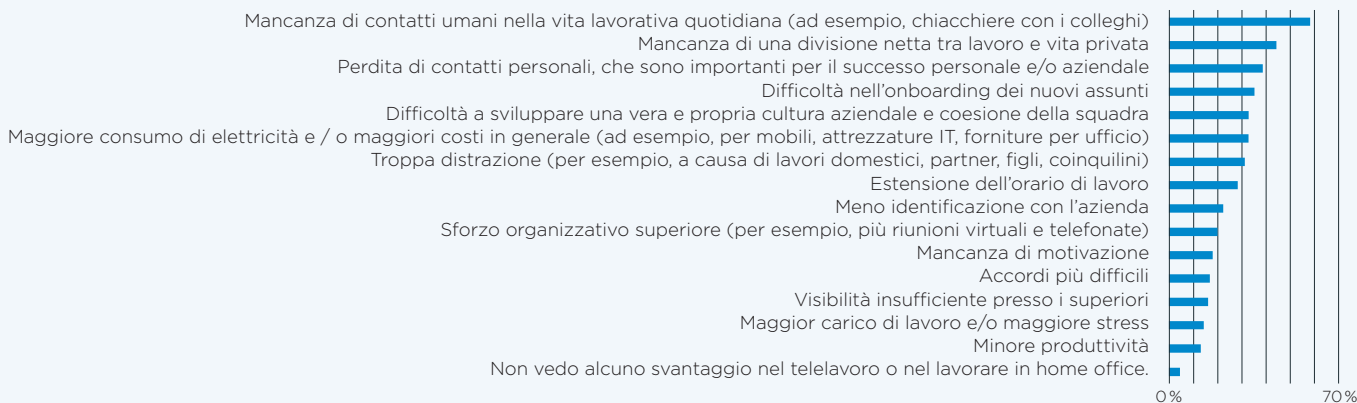 Mancanza di contatti umani nella vita lavorativa quotidiana (ad esempio, chiacchiere con i colleghi)
Mancanza di una divisione netta tra lavoro e vita privata
Perdita di contatti personali, che sono importanti per il successo personale e/o aziendale
Difficoltà nell'onboarding dei nuovi assunti
Difficoltà a sviluppare una vera e propria cultura aziendale e coesione della squadra
Maggiore consumo di elettricità e / o maggiori costi in generale (ad esempio, per mobili, attrezzature IT, forniture per ufficio)
Troppa distrazione (per esempio, a causa di lavori domestici, partner, figli, coinquilini)
Estensione dell'orario di lavoro
Meno identificazione con l'azienda
Sforzo organizzativo superiore (per esempio, più riunioni virtuali e telefonate)
Mancanza di motivazione
Accordi più difficili
Visibilità insufficiente presso i superiori
Maggior carico di lavoro e/o maggiore stress
Minore produttività
Non vedo alcuno svantaggio nel telelavoro o nel lavorare in home office.
0 % 70 %